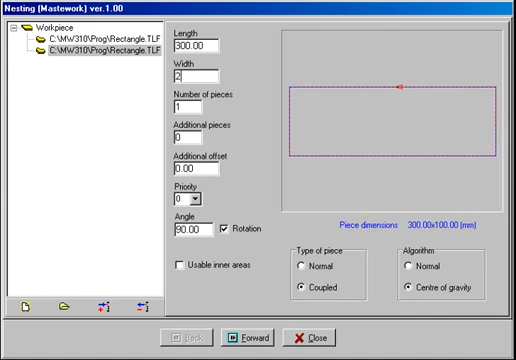 Nesting (Mastework) ver.1.00
Workpiece
C:\MW310\Prog\Rectangle.TLF
C:\MW310\Prog\Rectangle.TLF
Length
300.00
Width
2
Number of pieces
1
Additional pieces
0
Additional offset
0.00
Priority
0
Angle
90.00 Rotation
Usable inner areas
Piece dimensions 300.00x100.00 (mm)
Type of piece
Normal
Coupled
Algorithm
Normal
Centre of gravity
Back Forward Close